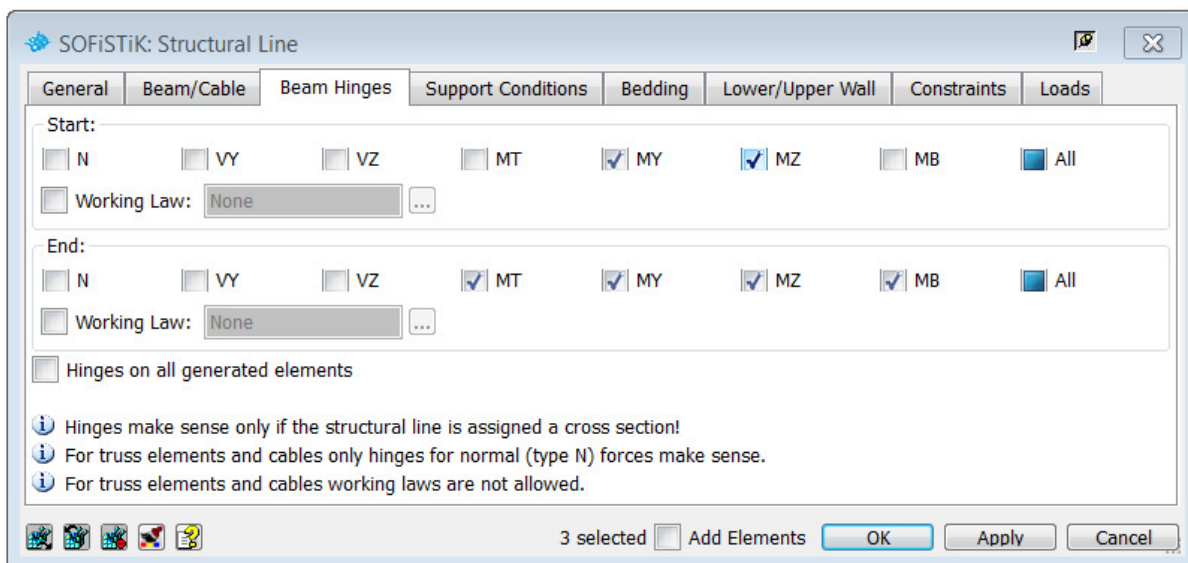 SOFiSTiK: Structural Line
General Beam/Cable Beam Hinges Support Conditions Bedding Lower/Upper Wall Constraints Loads
Start:
N VY VZ MT MY MZ MB All
Working Law: None ...
End:
N VY VZ MT MY MZ MB All
Working Law: None ...
Hinges on all generated elements
Hinges make sense only if the structural line is assigned a cross section!
For truss elements and cables only hinges for normal (type N) forces make sense.
For truss elements and cables working laws are not allowed.
3 selected Add Elements OK Apply Cancel